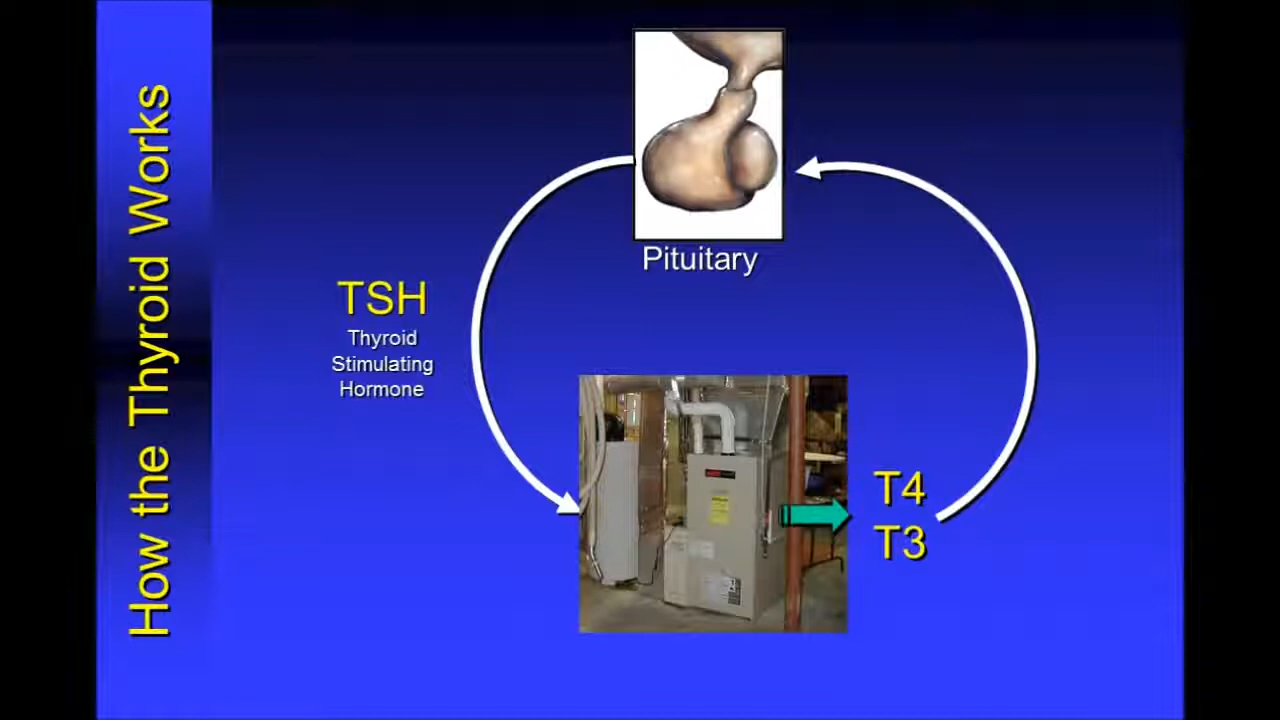 How the Thyroid Works
Pituitary
TSH
Thyroid
Stimulating
Hormone
T4
T3